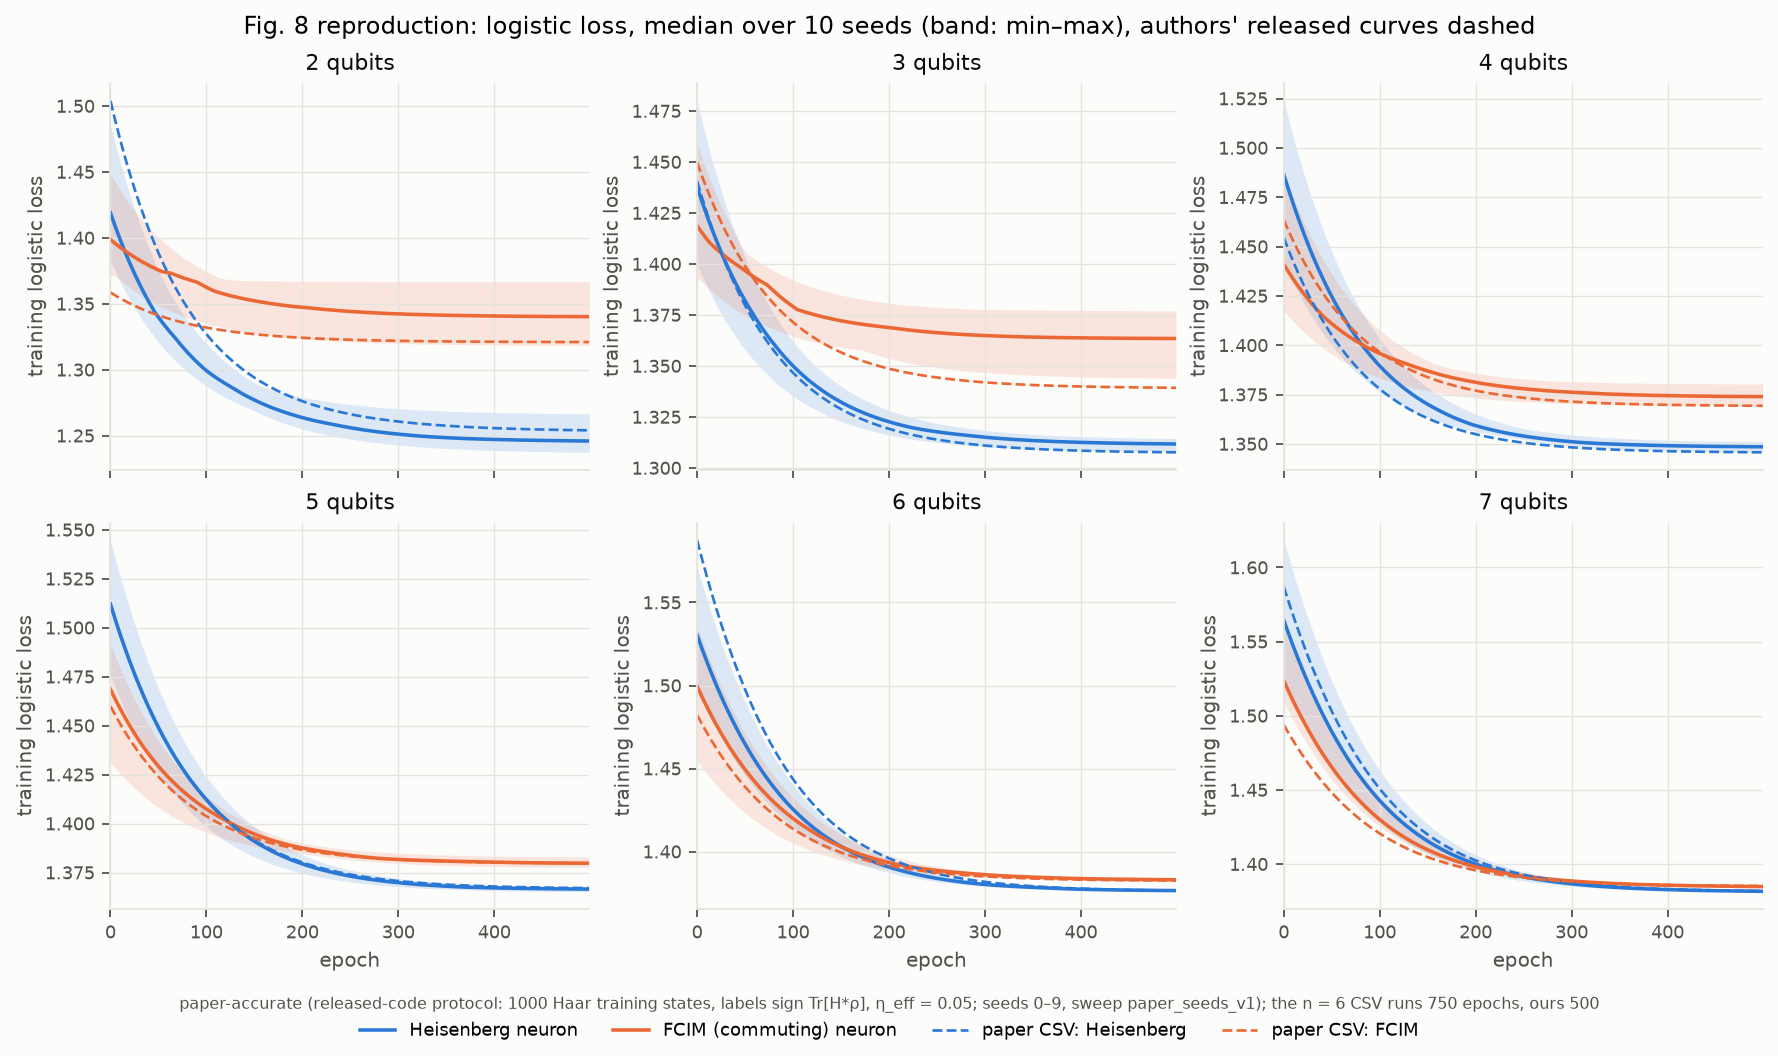 Fig. 8 reproduction: logistic loss, median over 10 seeds (band: min–max), authors' released curves dashed
2 qubits
1.50
1.45
1.40
1.35
1.30
1.25
training logistic loss
3 qubits
1.475
1.450
1.425
1.400
1.375
1.350
1.325
1.300
training logistic loss
4 qubits
1.525
1.500
1.475
1.450
1.425
1.400
1.375
1.350
training logistic loss
5 qubits
1.550
1.525
1.500
1.475
1.450
1.425
1.400
1.375
training logistic loss
0 100 200 300 400
epoch
6 qubits
1.55
1.50
1.45
1.40
training logistic loss
0 100 200 300 400
epoch
7 qubits
1.60
1.55
1.50
1.45
1.40
training logistic loss
0 100 200 300 400
epoch
paper-accurate (released-code protocol: 1000 Haar training states, labels sign Tr[H*ρ], η_eff = 0.05; seeds 0–9, sweep paper_seeds_v1); the n = 6 CSV runs 750 epochs, ours 500
Heisenberg neuron FCIM (commuting) neuron paper CSV: Heisenberg paper CSV: FCIM